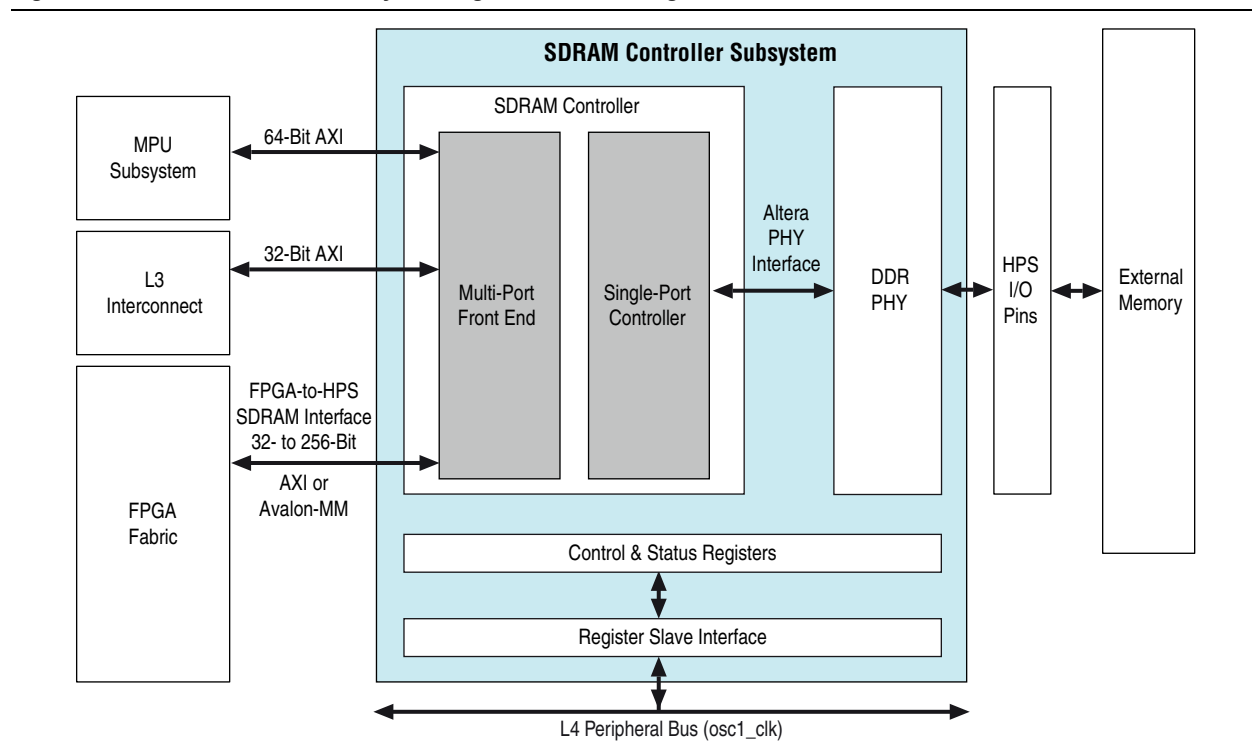 SDRAM Controller Subsystem
SDRAM Controller
MPU
Subsystem
64-Bit AXI
L3
Interconnect
32-Bit AXI
FPGA
Fabric
FPGA-to-HPS
SDRAM Interface
32- to 256-Bit
AXI or
Avalon-MM
Multi-Port
Front End
Single-Port
Controller
Altera
PHY
Interface
DDR
PHY
HPS
I/O
Pins
External
Memory
Control & Status Registers
Register Slave Interface
L4 Peripheral Bus (osc1_clk)